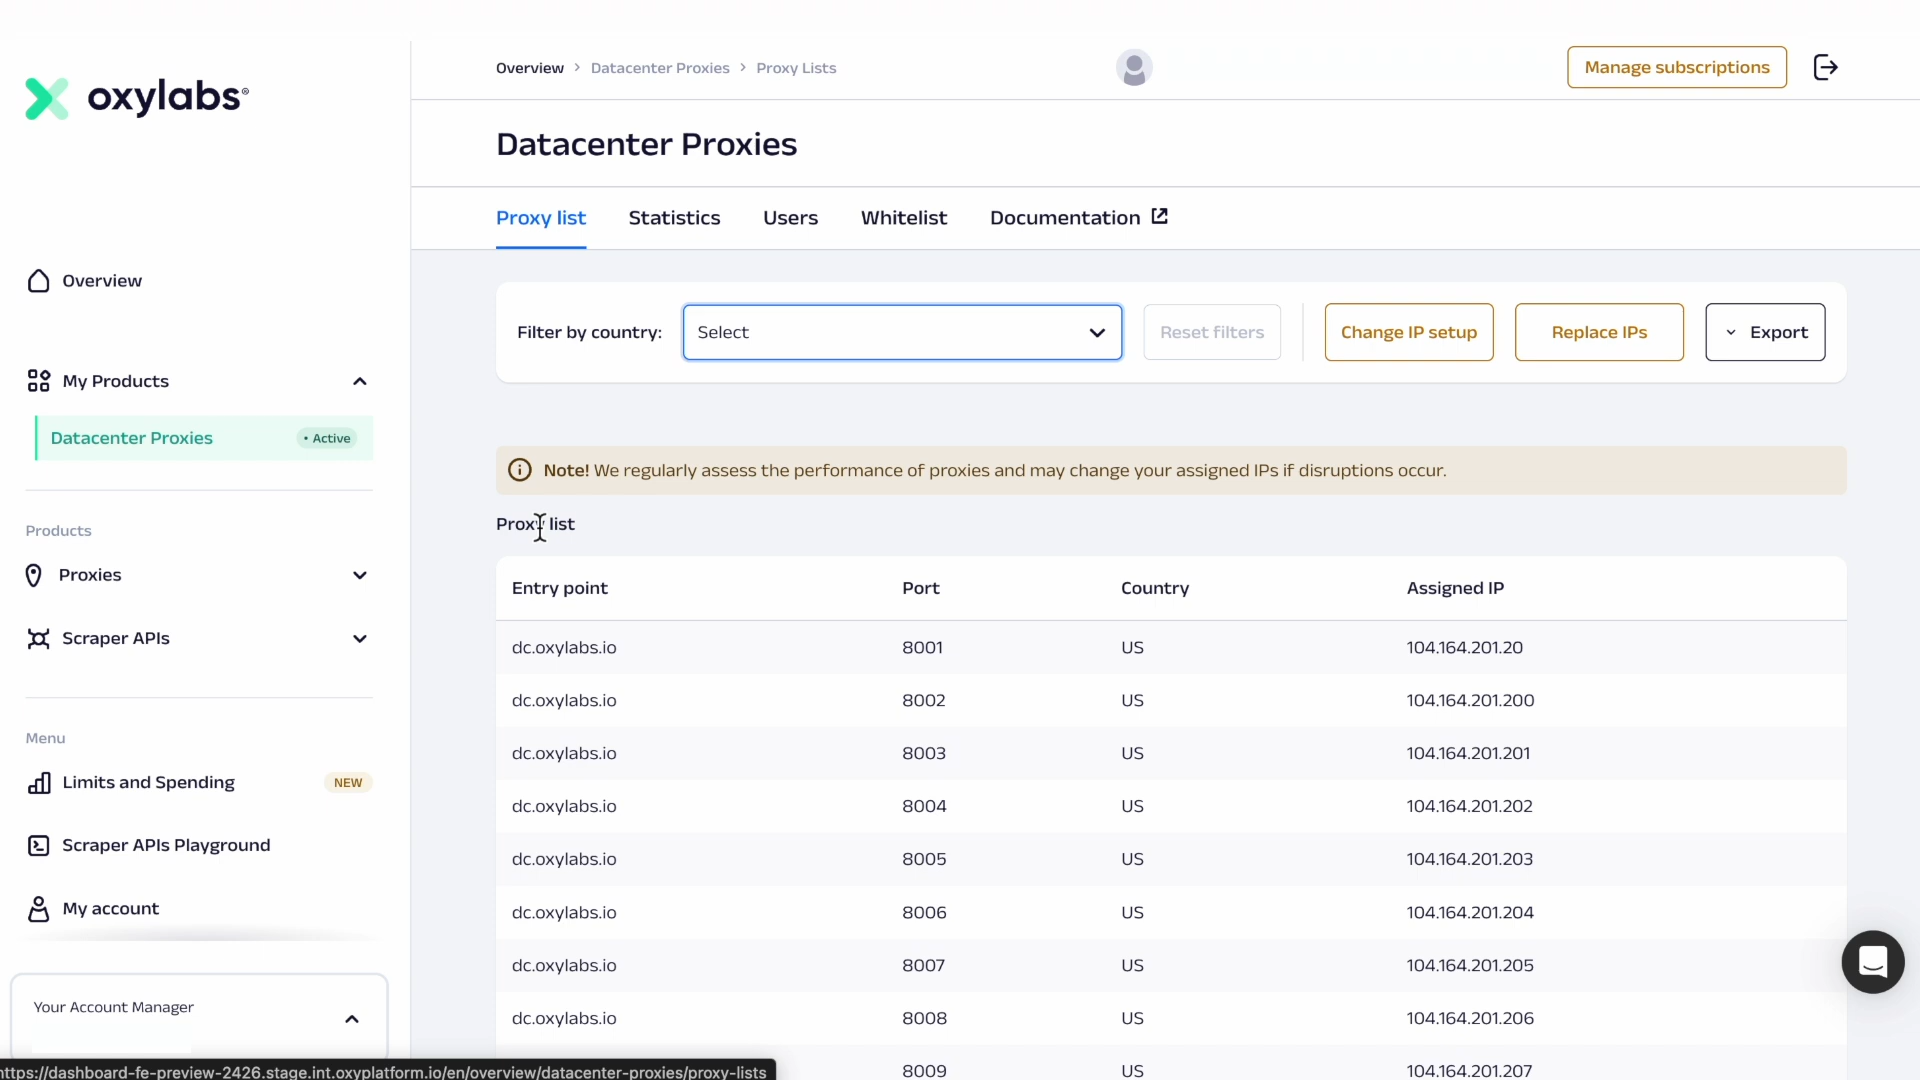 oxylabs®
Overview > Datacenter Proxies > Proxy Lists
Manage subscriptions
Datacenter Proxies
Proxy list
Statistics
Users
Whitelist
Documentation
Overview
My Products
Datacenter Proxies
• Active
Products
Proxies
Scraper APIs
Menu
Limits and Spending
NEW
Scraper APIs Playground
My account
Your Account Manager
Filter by country:
Select
Reset filters
Change IP setup
Replace IPs
Export
Note! We regularly assess the performance of proxies and may change your assigned IPs if disruptions occur.
Proxy list
Entry point Port Country Assigned IP
dc.oxylabs.io 8001 US 104.164.201.20
dc.oxylabs.io 8002 US 104.164.201.200
dc.oxylabs.io 8003 US 104.164.201.201
dc.oxylabs.io 8004 US 104.164.201.202
dc.oxylabs.io 8005 US 104.164.201.203
dc.oxylabs.io 8006 US 104.164.201.204
dc.oxylabs.io 8007 US 104.164.201.205
dc.oxylabs.io 8008 US 104.164.201.206
8009 US 104.164.201.207
https://dashboard-fe-preview-2426.stage.int.oxyplatform.io/en/overview/datacenter-proxies/proxy-lists